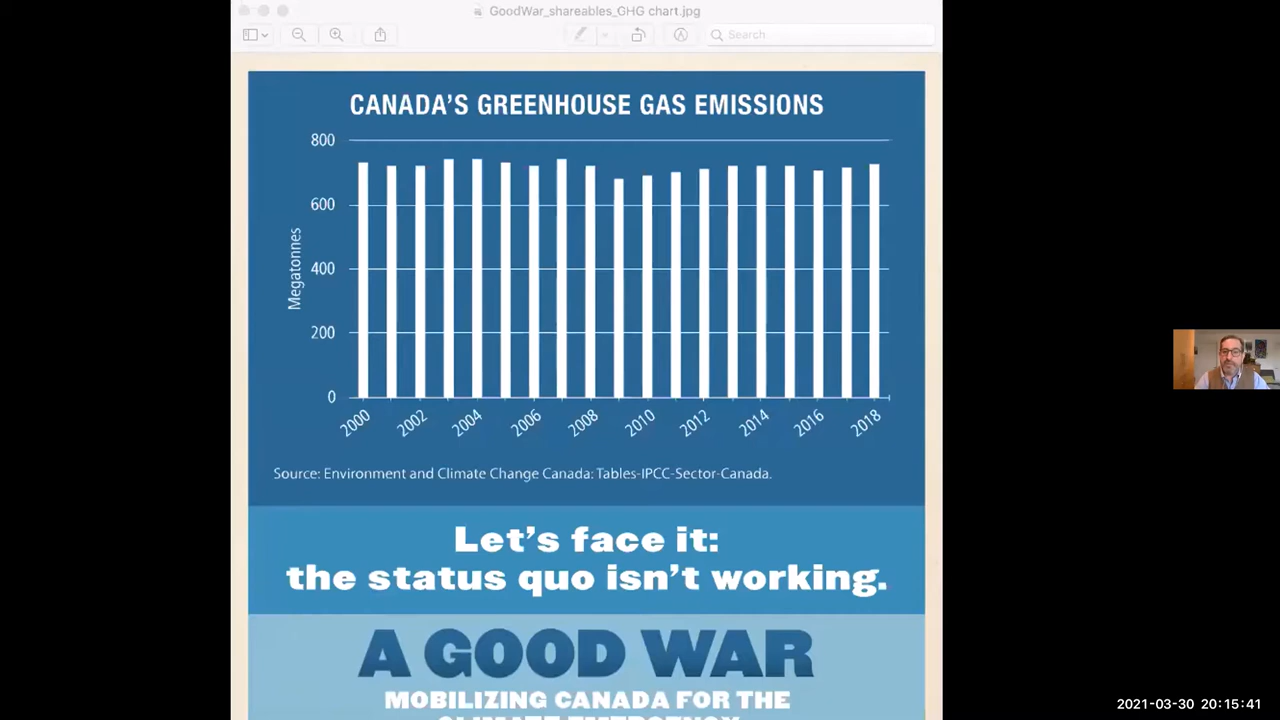 GoodWar_shareables_GHG chart.jpg
Search
CANADA'S GREENHOUSE GAS EMISSIONS
800
600
400
200
0
Megatonnes
2000 2002 2004 2006 2008 2010 2012 2014 2016 2018
Source: Environment and Climate Change Canada: Tables-IPCC-Sector-Canada.
Let's face it:
the status quo isn't working.
A GOOD WAR
MOBILIZING CANADA FOR THE
CLIMATE EMERGENCY
2021-03-30 20:15:41